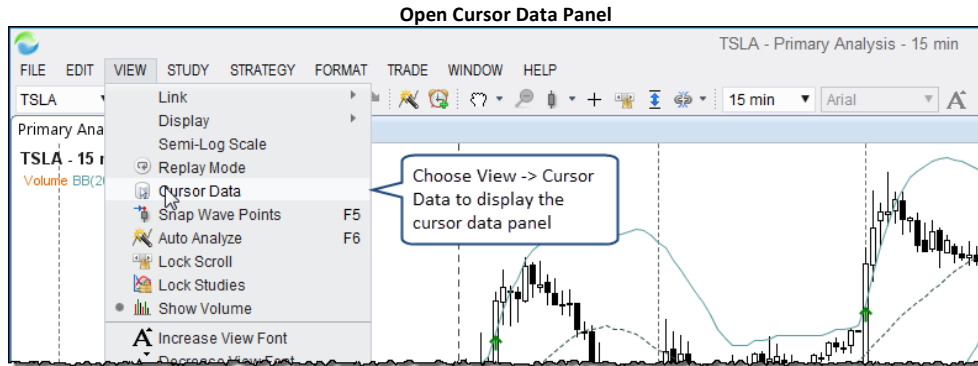 Open Cursor Data Panel
TSLA - Primary Analysis - 15 min
FILE EDIT VIEW STUDY STRATEGY FORMAT TRADE WINDOW HELP
TSLA 15 min Arial A
Primary Ana
TSLA - 15 m
Volume BB(20
Link
Display
Semi-Log Scale
Replay Mode
Cursor Data
Snap Wave Points F5
Auto Analyze F6
Lock Scroll
Lock Studies
Show Volume
A Increase View Font
Decrease View Font
Choose View -> Cursor
Data to display the
cursor data panel